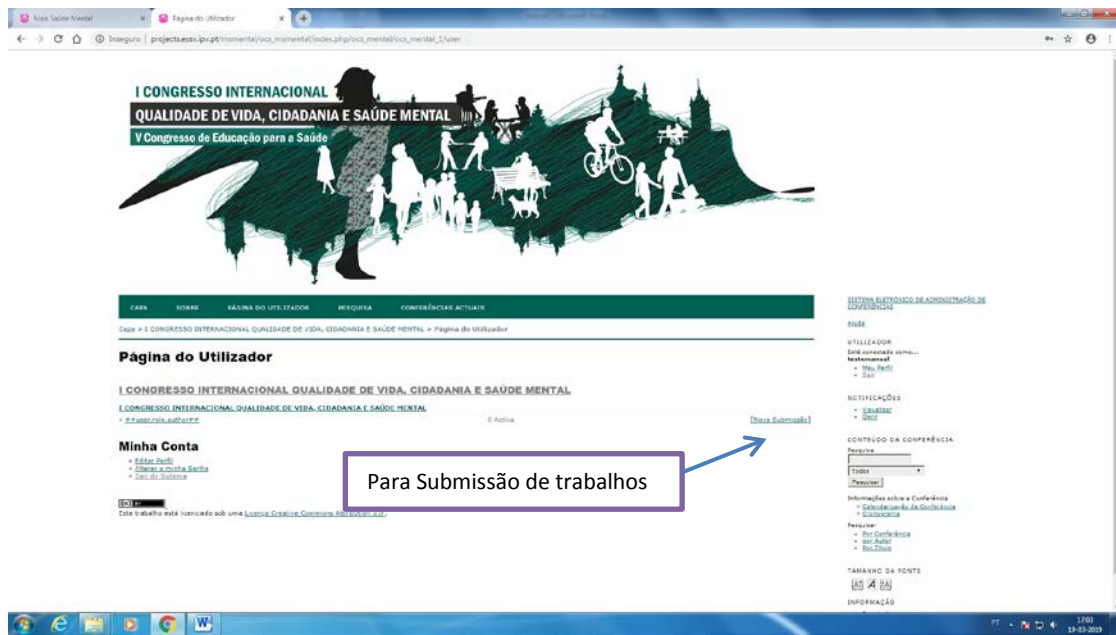 Mais Saúde Mental
Página do Utilizador
Inseguro | projects.essv.ipv.pt/msmental/ocs_msmental/index.php/ocs_mental/ocs_mental_1/user
I CONGRESSO INTERNACIONAL
QUALIDADE DE VIDA, CIDADANIA E SAÚDE MENTAL
V Congresso de Educação para a Saúde
CAPA SOBRE PÁGINA DO UTILIZADOR PESQUISA CONFERÊNCIAS ACTUAIS
Capa > I CONGRESSO INTERNACIONAL QUALIDADE DE VIDA, CIDADANIA E SAÚDE MENTAL > Página do Utilizador
Página do Utilizador
I CONGRESSO INTERNACIONAL QUALIDADE DE VIDA, CIDADANIA E SAÚDE MENTAL
I CONGRESSO INTERNACIONAL QUALIDADE DE VIDA, CIDADANIA E SAÚDE MENTAL
##user.role.author## 0 Activa [Nova Submissão]
Minha Conta
Editar Perfil
Alterar a minha Senha
Sair do Sistema
Para Submissão de trabalhos
Este trabalho está licenciado sob uma Licença Creative Commons Attribution 3.0.
SISTEMA ELETRÓNICO DE ADMINISTRAÇÃO DE
CONFERÊNCIAS
Ajuda
UTILIZADOR
Está conectado como...
testemanual
Meu Perfil
Sair
NOTIFICAÇÕES
Visualizar
Gerir
CONTEÚDO DA CONFERÊNCIA
Pesquisa
Todos
Pesquisar
Informações sobre a Conferência
Calendarização da Conferência
Cronograma
Pesquisar
Por Conferência
por Autor
Por Título
TAMANHO DA FONTE
INFORMAÇÃO
PT 17:03
19-03-2019